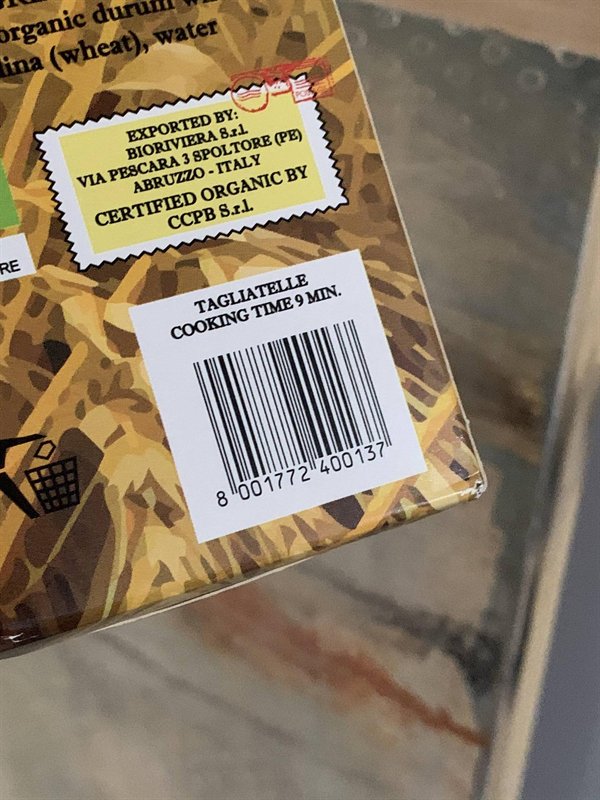 organic durum
lina (wheat), water
EXPORTED BY:
BIORIVIERA S.r.l.
VIA PESCARA 3 SPOLTORE (PE)
ABRUZZO - ITALY
CERTIFIED ORGANIC BY
CCPB S.r.l.
RE
TAGLIATELLE
COOKING TIME 9 MIN.
8 001772 400137